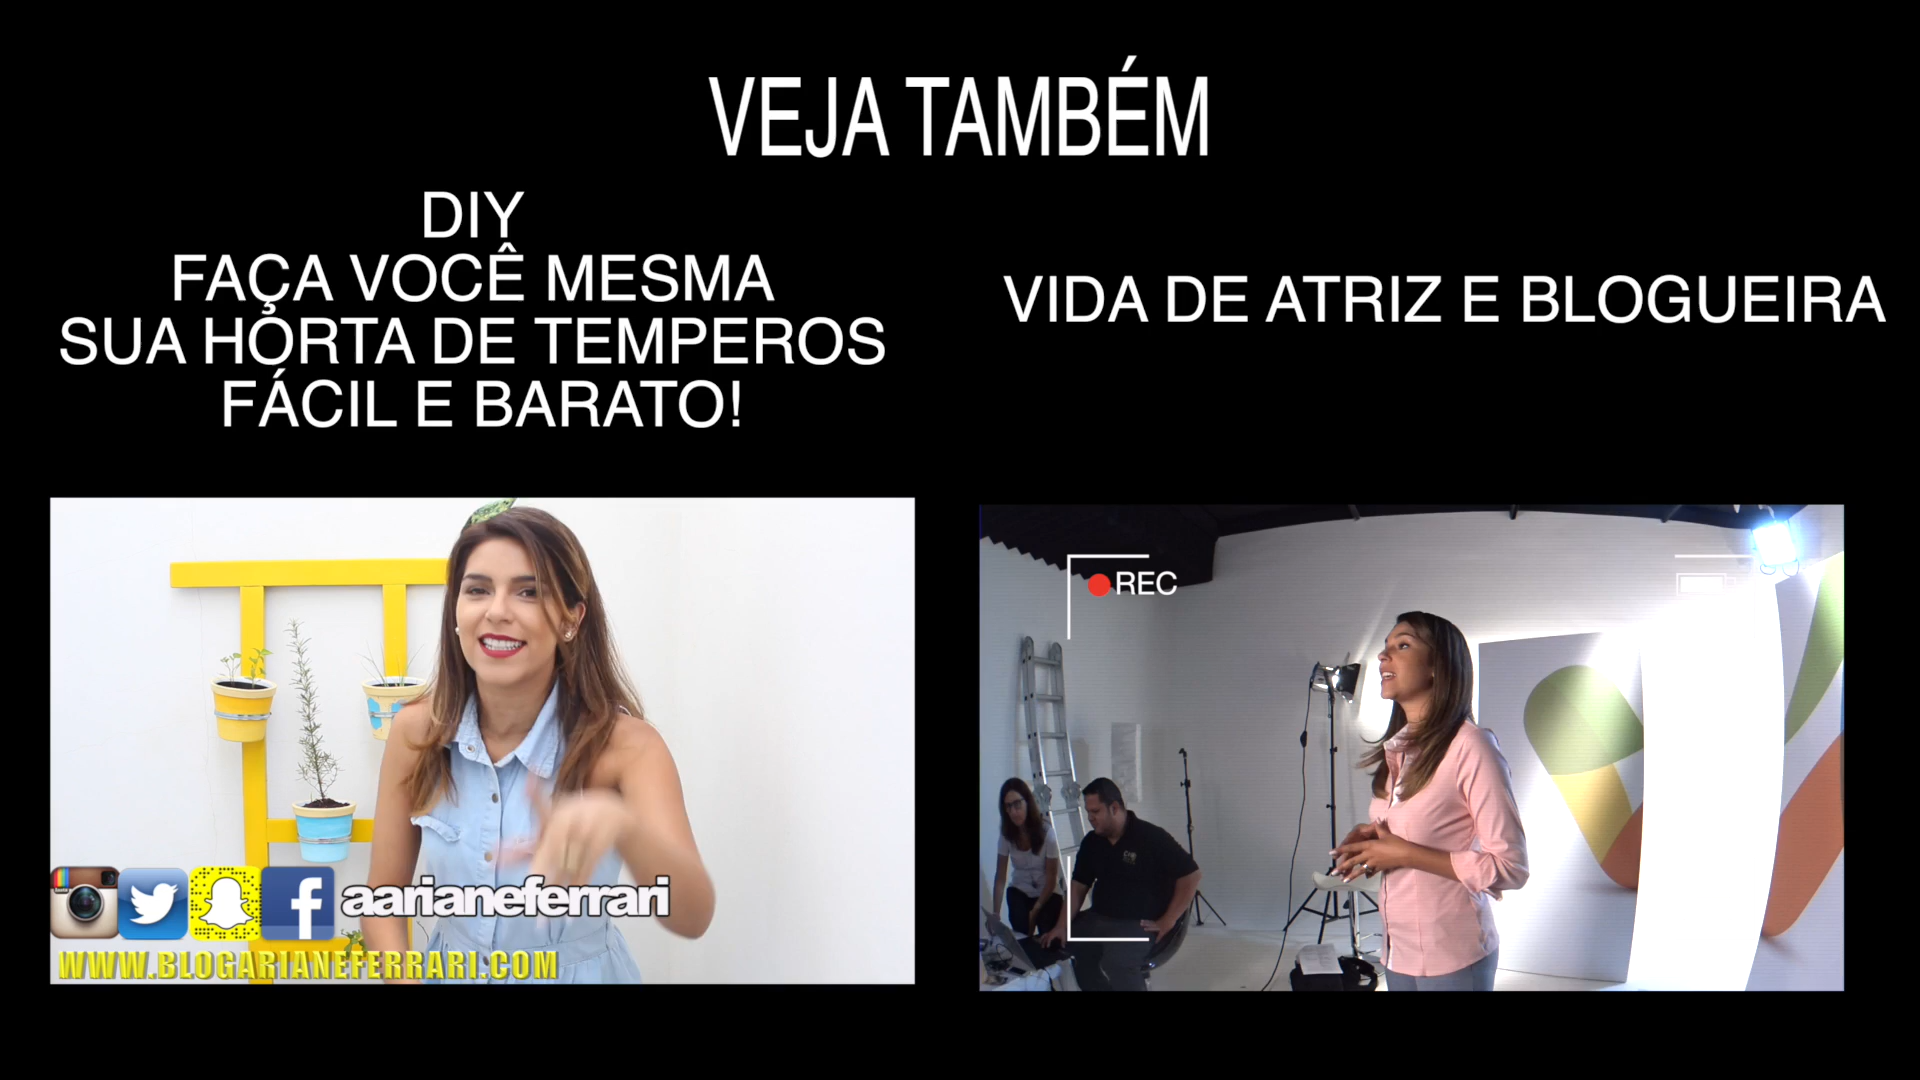 VEJA TAMBÉM
DIY
FAÇA VOCÊ MESMA
SUA HORTA DE TEMPEROS
FÁCIL E BARATO!
VIDA DE ATRIZ E BLOGUEIRA
REC
aarianeferrari
WWW.BLOGARIANEFERRARI.COM